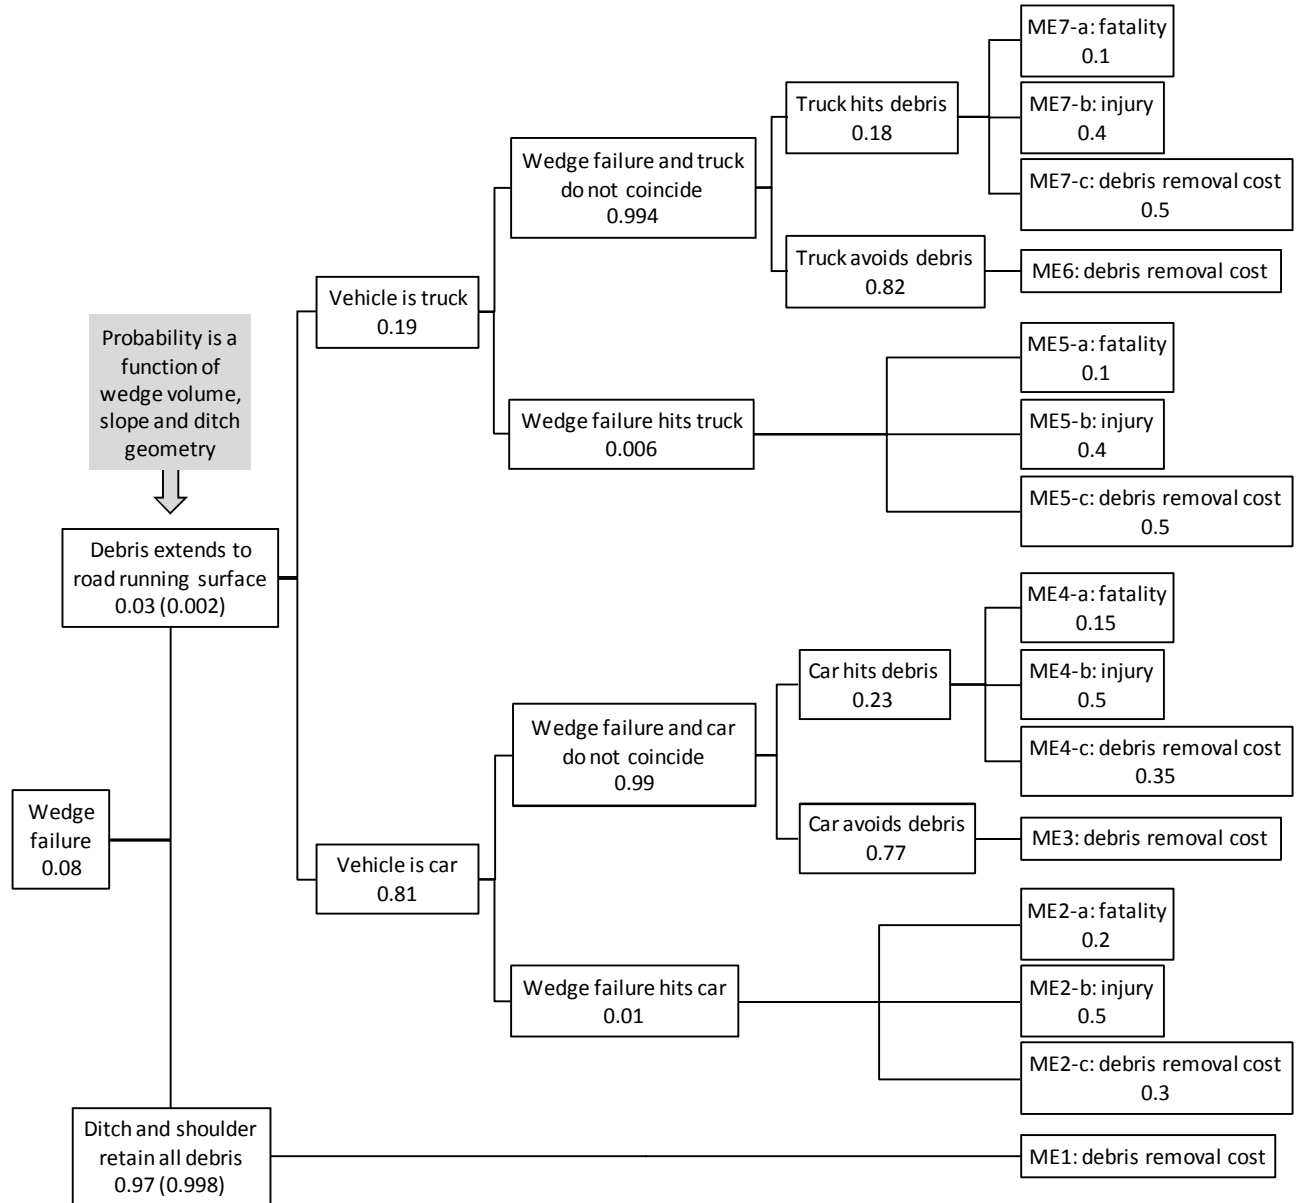 ME7-a: fatality
0.1
ME7-b: injury
0.4
ME7-c: debris removal cost
0.5
Truck hits debris
0.18
Truck avoids debris
0.82
ME6: debris removal cost
Wedge failure and truck
do not coincide
0.994
Vehicle is truck
0.19
Wedge failure hits truck
0.006
ME5-a: fatality
0.1
ME5-b: injury
0.4
ME5-c: debris removal cost
0.5
Probability is a
function of
wedge volume,
slope and ditch
geometry
Debris extends to
road running surface
0.03 (0.002)
ME4-a: fatality
0.15
ME4-b: injury
0.5
ME4-c: debris removal cost
0.35
Car hits debris
0.23
Car avoids debris
0.77
ME3: debris removal cost
Wedge failure and car
do not coincide
0.99
Wedge
failure
0.08
Vehicle is car
0.81
Wedge failure hits car
0.01
ME2-a: fatality
0.2
ME2-b: injury
0.5
ME2-c: debris removal cost
0.3
Ditch and shoulder
retain all debris
0.97 (0.998)
ME1: debris removal cost